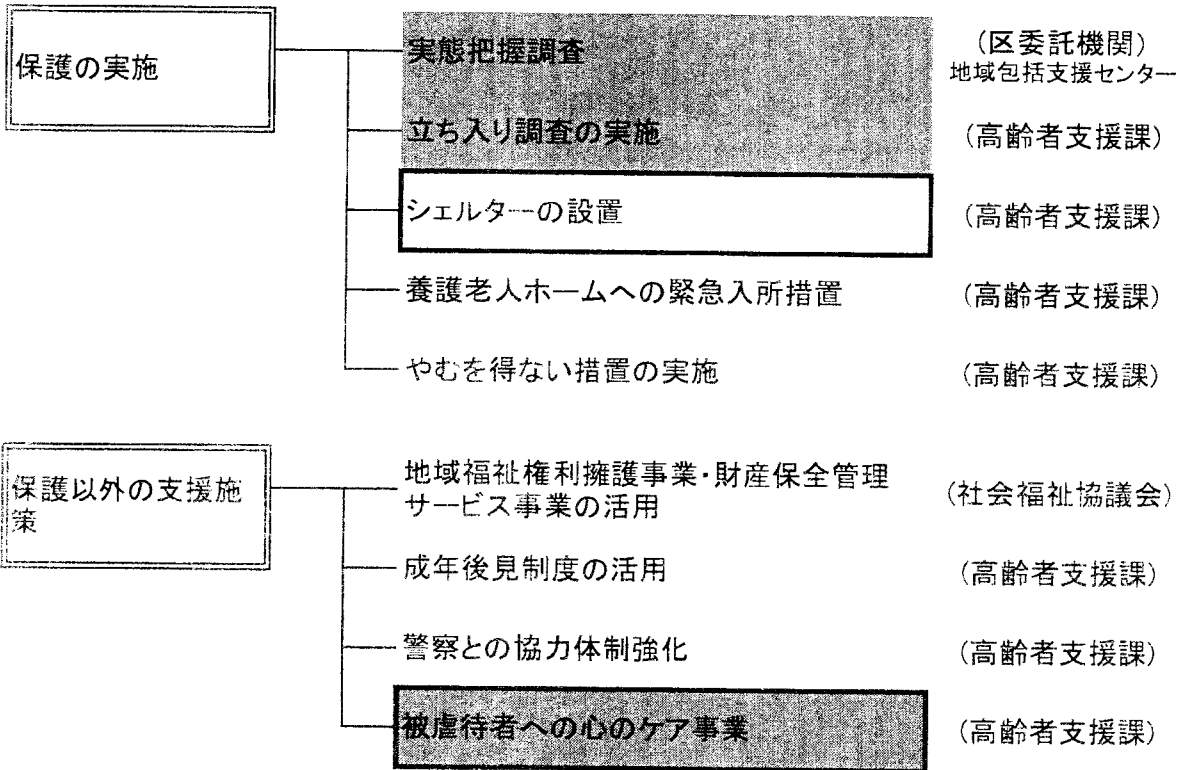 保護の実施
実態把握調査
(区委託機関)
地域包括支援センター
立ち入り調査の実施
(高齢者支援課)
シェルターの設置
(高齢者支援課)
養護老人ホームへの緊急入所措置
(高齢者支援課)
やむを得ない措置の実施
(高齢者支援課)
保護以外の支援施
策
地域福祉権利擁護事業・財産保全管理
サービス事業の活用
(社会福祉協議会)
成年後見制度の活用
(高齢者支援課)
警察との協力体制強化
(高齢者支援課)
被虐待者への心のケア事業
(高齢者支援課)